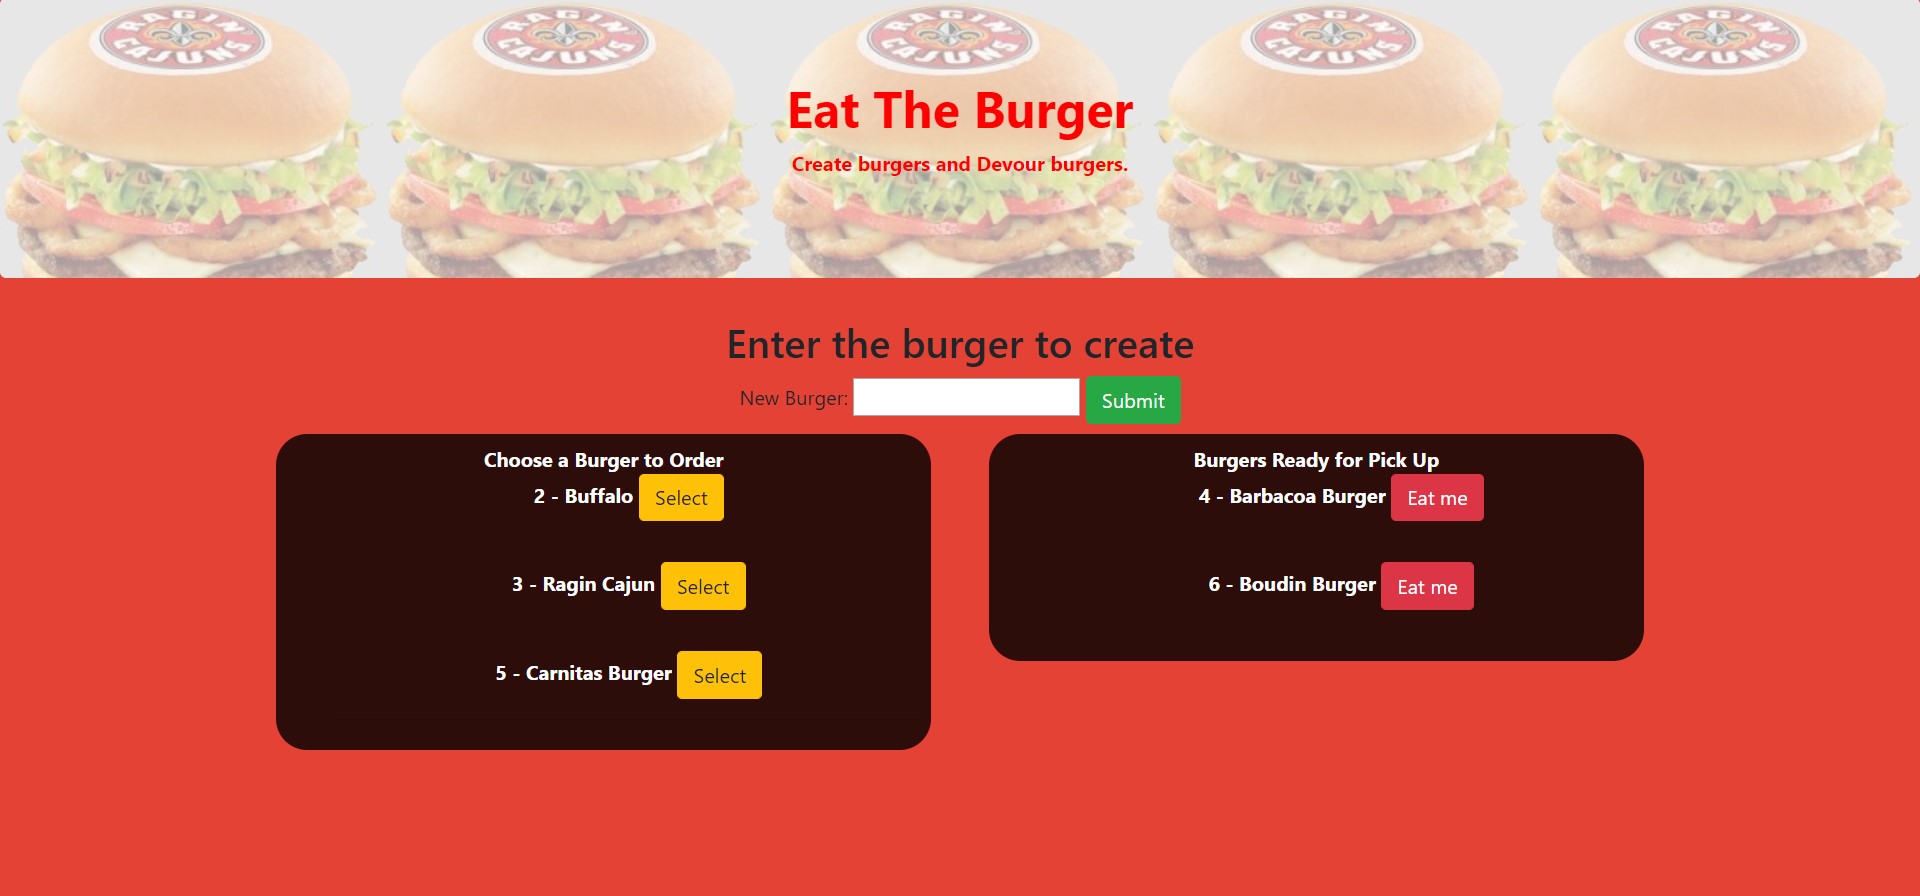 RAGIN CAJUNS RAGIN CAJUNS RAGIN CAJUNS RAGIN CAJUNS RAGIN CAJUNS
Eat The Burger
Create burgers and Devour burgers.
Enter the burger to create
New Burger: Submit
Choose a Burger to Order
2 - Buffalo Select
3 - Ragin Cajun Select
5 - Carnitas Burger Select
Burgers Ready for Pick Up
4 - Barbacoa Burger Eat me
6 - Boudin Burger Eat me